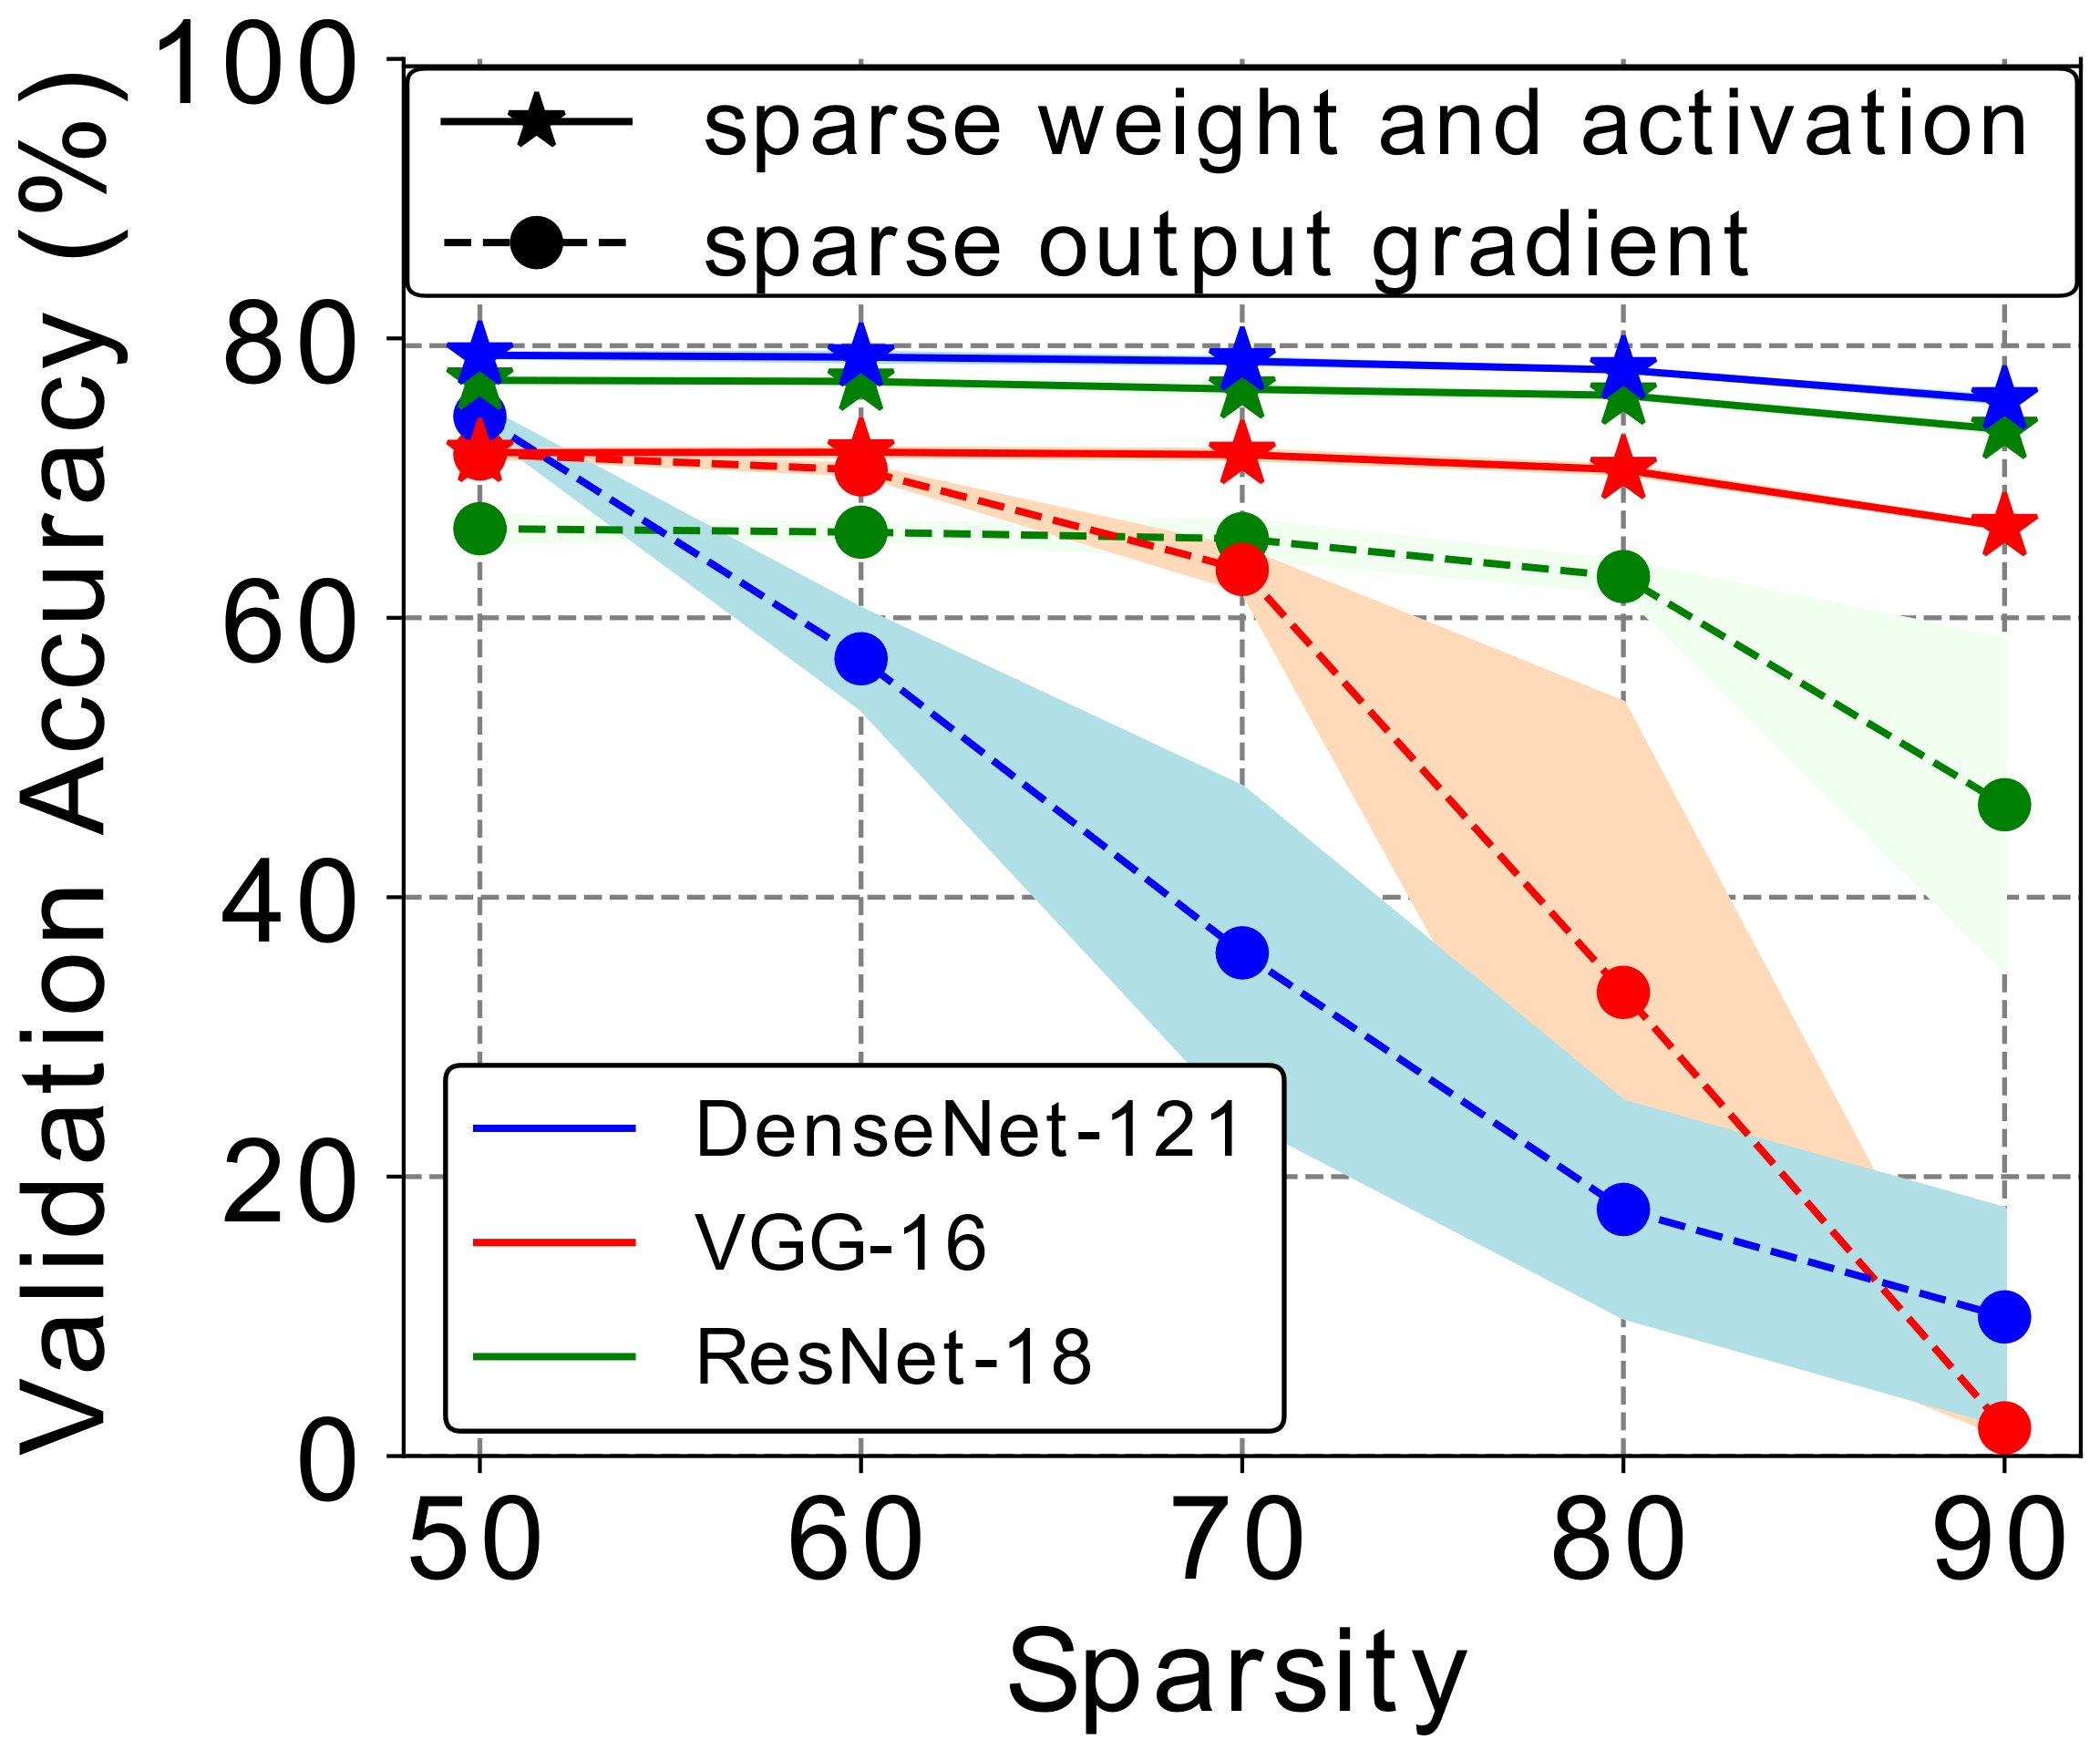 Validation Accuracy (%)
100
80
60
40
20
0
sparse weight and activation
sparse output gradient
DenseNet-121
VGG-16
ResNet-18
50 60 70 80 90
Sparsity